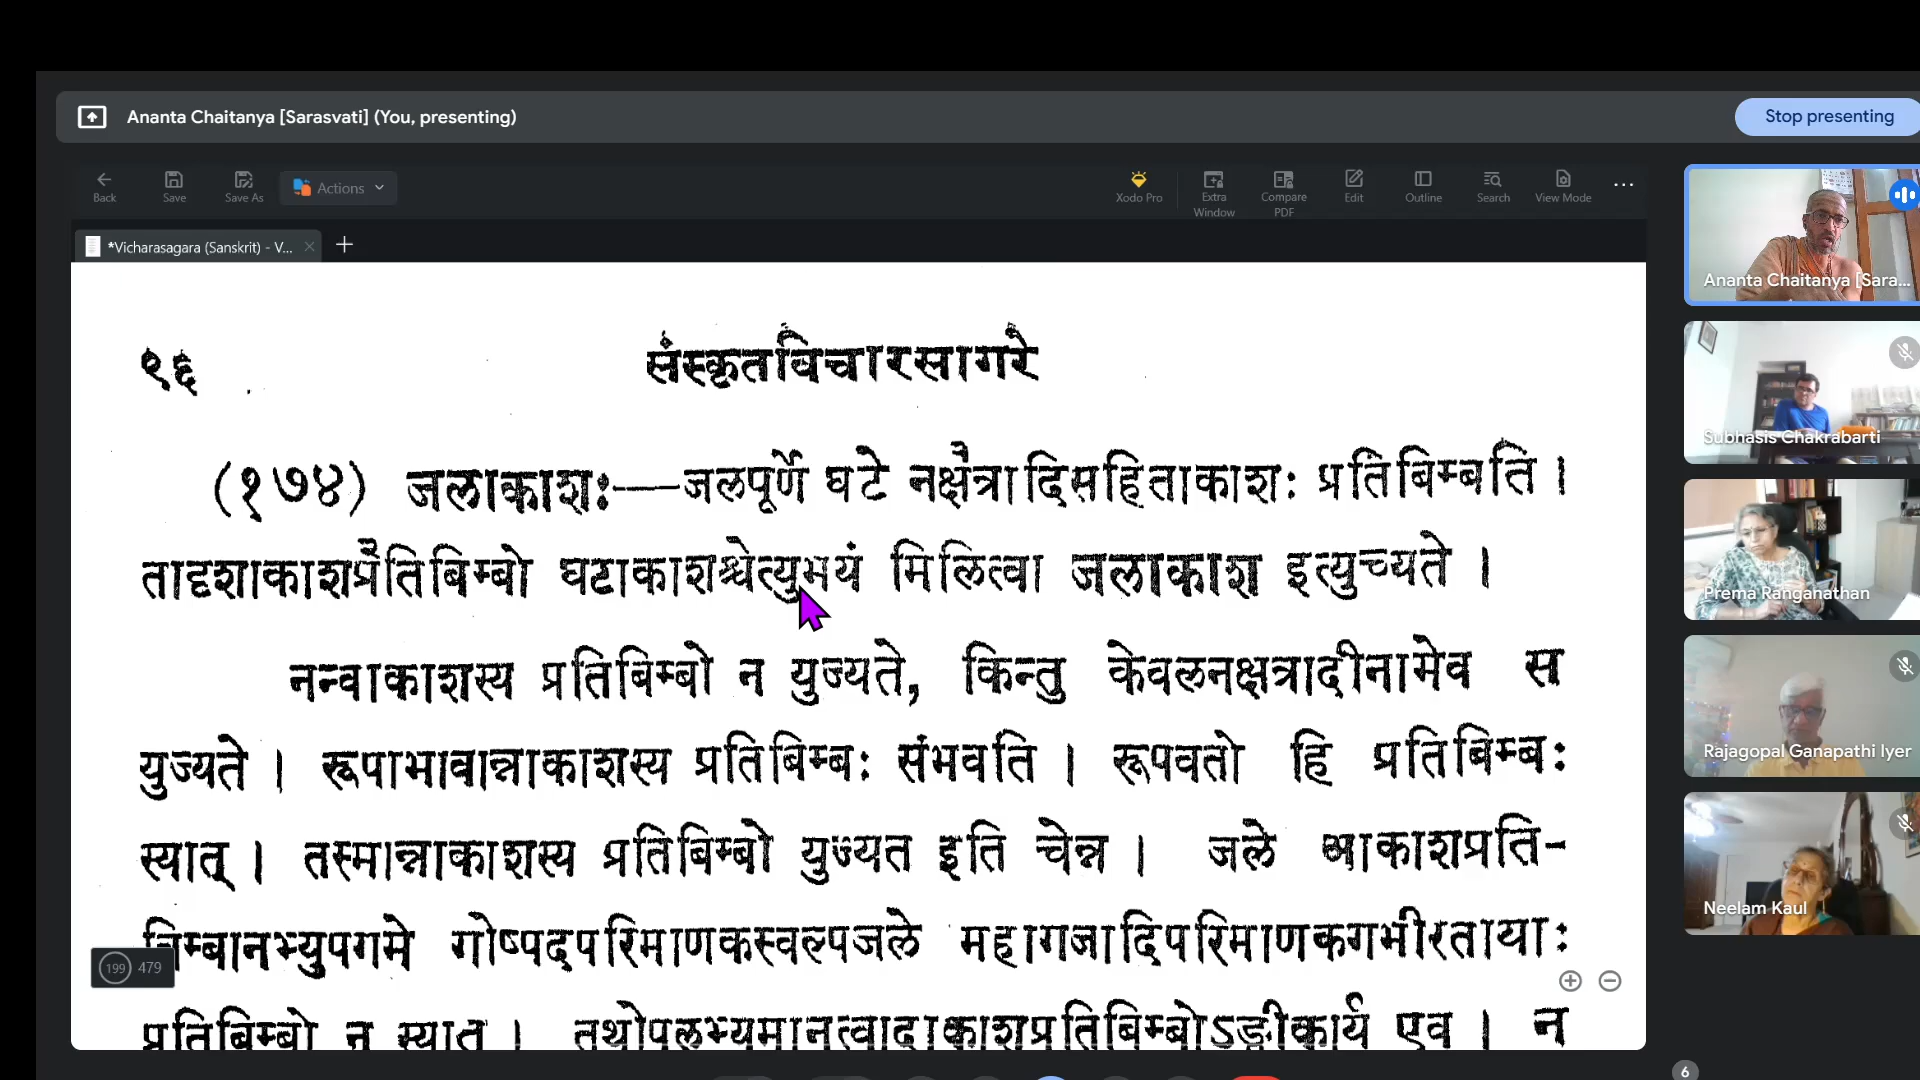 Ananta Chaitanya [Sarasvati] (You, presenting)
Stop presenting
Back
Save
Save As
Actions
Xodo Pro
Extra Window
Compare PDF
Edit
Outline
Search
View Mode
*Vicharasagara (Sanskrit) - V...
९६ संस्कृतविचारसागरे
(१७४) जलाकाशः—जलपूर्णे घटे नक्षत्रादिसहिताकाशः प्रतिबिम्बति ।
तादृशाकाशप्रतिबिम्बो घटाकाशश्चेत्युभयं मिलित्वा जलाकाश इत्युच्यते ।
नन्वाकाशस्य प्रतिबिम्बो न युज्यते, किन्तु केवलनक्षत्रादीनामेव स
युज्यते । रूपाभावान्नाकाशस्य प्रतिबिम्बः संभवति । रूपवतो हि प्रतिबिम्बः
स्यात् । तस्मान्नाकाशस्य प्रतिबिम्बो युज्यत इति चेन्न । जले आकाशप्रति-
बिम्बानभ्युपगमे गोष्पदपरिमाणकस्वल्पजले महागजादिपरिमाणकगभीरतायाः
प्रतिबिम्बो न स्यात् । तथोपलभ्यमानत्वादाकाशप्रतिबिम्बोऽङ्गीकार्य एव । न
199 479
Ananta Chaitanya [Sara...
Subhasis Chakrabarti
Prema Ranganathan
Rajagopal Ganapathi Iyer
Neelam Kaul
6